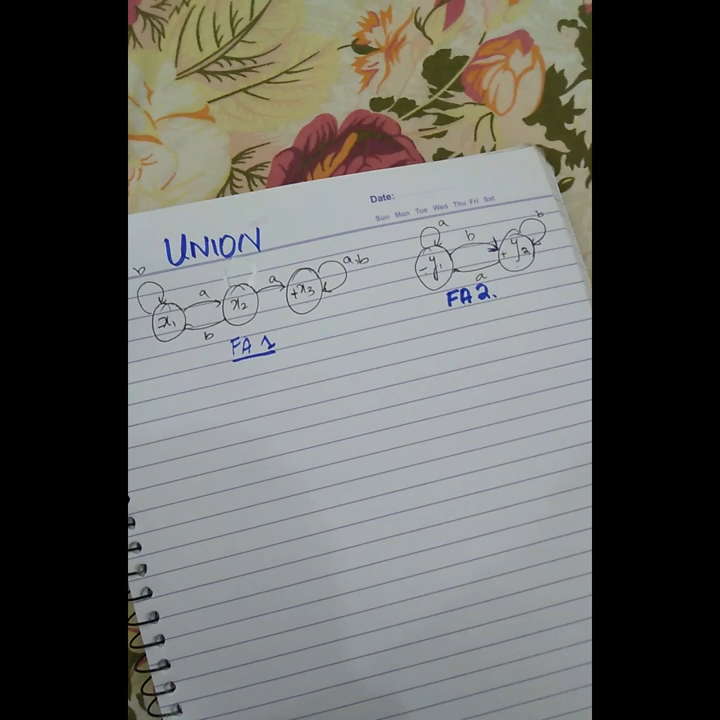 Date:
Sun Mon Tue Wed Thu Fri Sat
UNION
b a a a,b
-x1 x2 +x3
b
FA 1
a b b
-y1 +y2
a
FA 2.